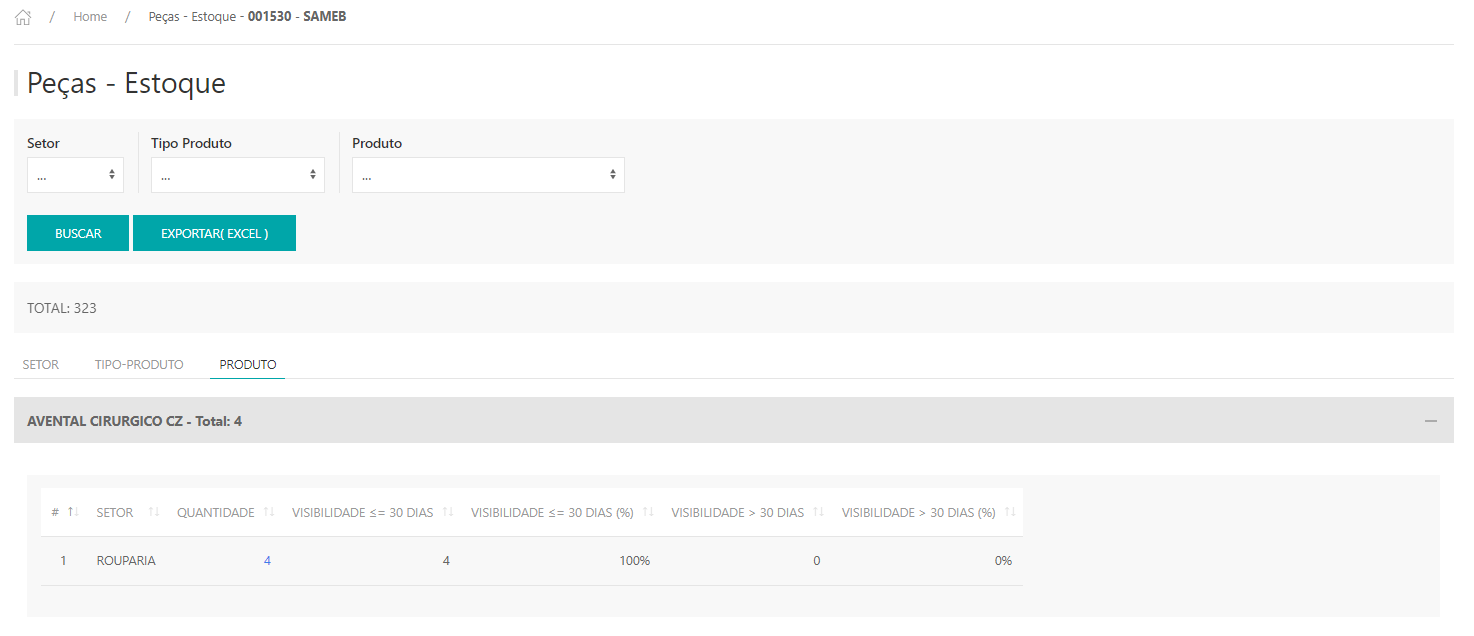 / Home / Peças - Estoque - 001530 - SAMEB
Peças - Estoque
Setor Tipo Produto Produto
... ... ...
BUSCAR EXPORTAR( EXCEL )
TOTAL: 323
SETOR TIPO-PRODUTO PRODUTO
AVENTAL CIRURGICO CZ - Total: 4
# SETOR QUANTIDADE VISIBILIDADE <= 30 DIAS VISIBILIDADE <= 30 DIAS (%) VISIBILIDADE > 30 DIAS VISIBILIDADE > 30 DIAS (%)
1 ROUPARIA 4 4 100% 0 0%